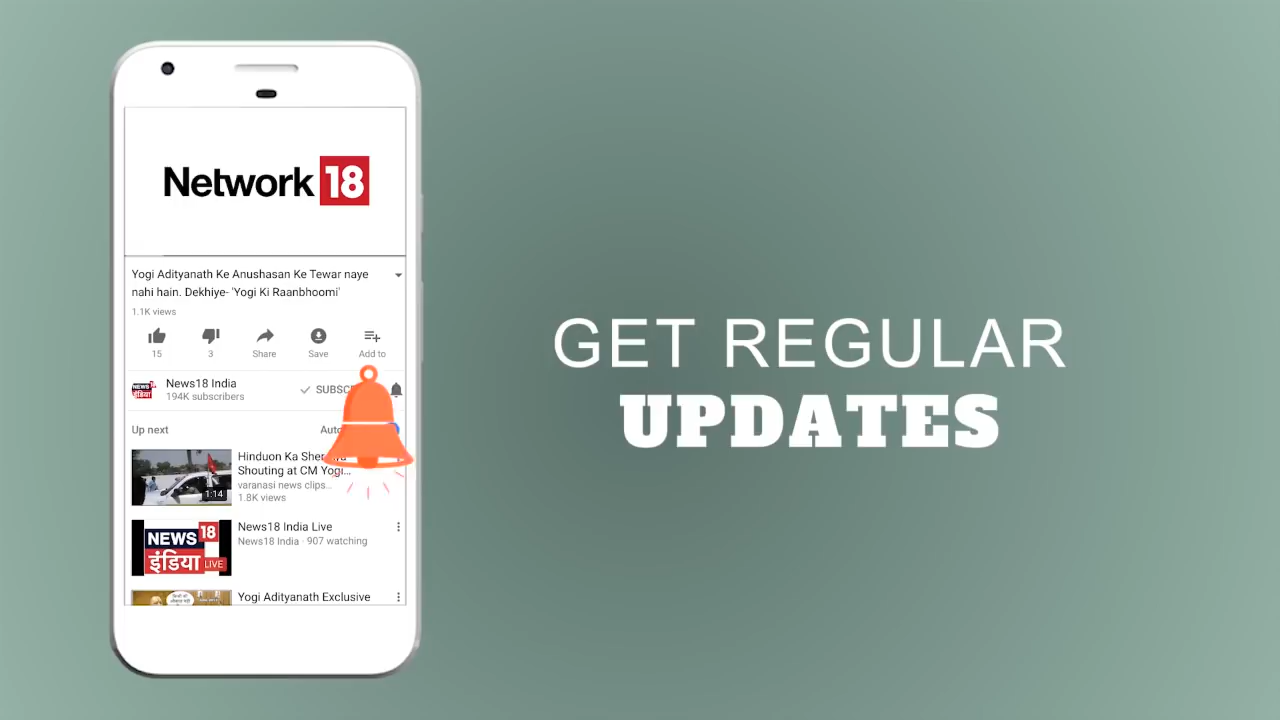 Network 18
Yogi Adityanath Ke Anushasan Ke Tewar naye
nahi hain. Dekhiye- 'Yogi Ki Raanbhoomi'
1.1K views
15
3
Share
Save
Add to
News18 India
194K subscribers
Up next
Hinduon Ka
Shouting at CM Yogi...
varanasi news clips...
1.8K views
1:14
News18 India Live
News18 India · 907 watching
NEWS 18
इंडिया LIVE
Yogi Adityanath Exclusive
GET REGULAR
UPDATES